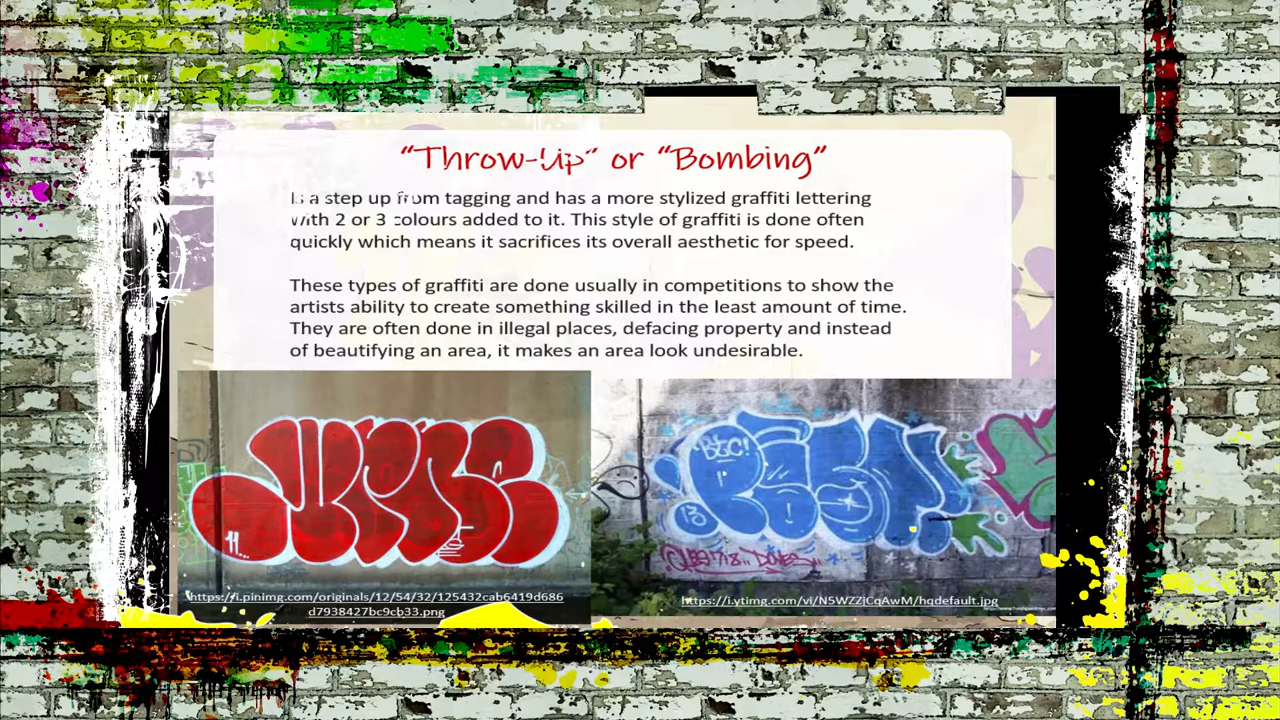 “Throw-Up” or “Bombing”
Is a step up from tagging and has a more stylized graffiti lettering
with 2 or 3 colours added to it. This style of graffiti is done often
quickly which means it sacrifices its overall aesthetic for speed.
These types of graffiti are done usually in competitions to show the
artists ability to create something skilled in the least amount of time.
They are often done in illegal places, defacing property and instead
of beautifying an area, it makes an area look undesirable.
https://i.pinimg.com/originals/12/54/32/125432cab6419d686
d7938427bc9cb33.png
https://i.ytimg.com/vi/N5WZZjCqAwM/hqdefault.jpg